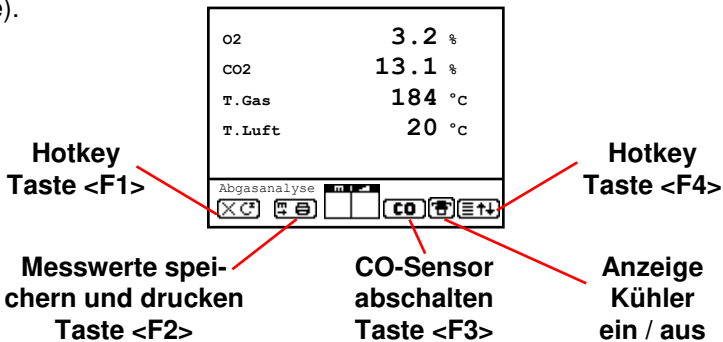 e).
O2 3.2 %
CO2 13.1 %
T.Gas 184 °C
T.Luft 20 °C
Hotkey
Taste <F1>
Hotkey
Taste <F4>
Abgasanalyse m
m CO
Messwerte spei-
chern und drucken
Taste <F2>
CO-Sensor
abschalten
Taste <F3>
Anzeige
Kühler
ein / aus